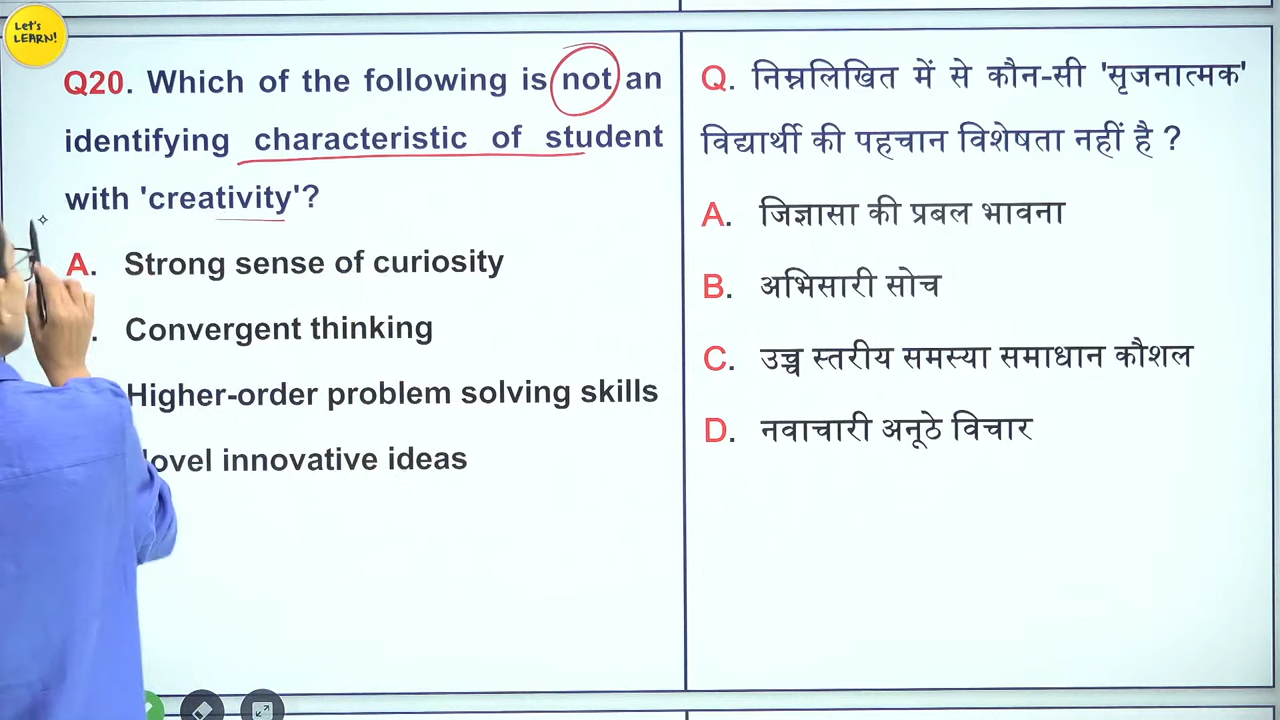 Let's
LEARN!
Q20. Which of the following is not an
identifying characteristic of student
with 'creativity'?
A. Strong sense of curiosity
. Convergent thinking
Higher-order problem solving skills
Novel innovative ideas
Q. निम्नलिखित में से कौन-सी 'सृजनात्मक'
विद्यार्थी की पहचान विशेषता नहीं है ?
A. जिज्ञासा की प्रबल भावना
B. अभिसारी सोच
C. उच्च स्तरीय समस्या समाधान कौशल
D. नवाचारी अनूठे विचार